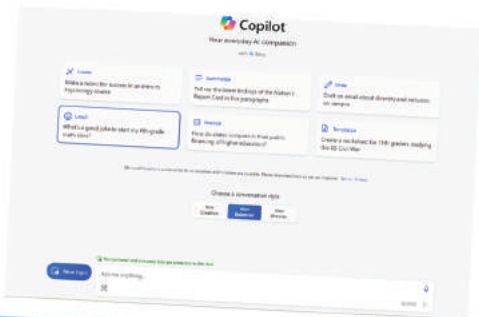 Copilot
Your everyday AI companion
with Bing
Create
Make a rubric for success in an intro to
Psychology course
Summarize
Tell me the latest findings of the Nation's
Report Card in five paragraphs
Write
Draft an email about diversity and inclusion
on campus
Laugh
What's a good joke to start my 6th-grade
math class?
How do states compare in their public
financing of higher education?
Create a worksheet for 11th graders studying
the US Civil War
Terms
Choose a conversation style
More
Creative
More
Balanced
More
Precise
New topic
Ask me anything...